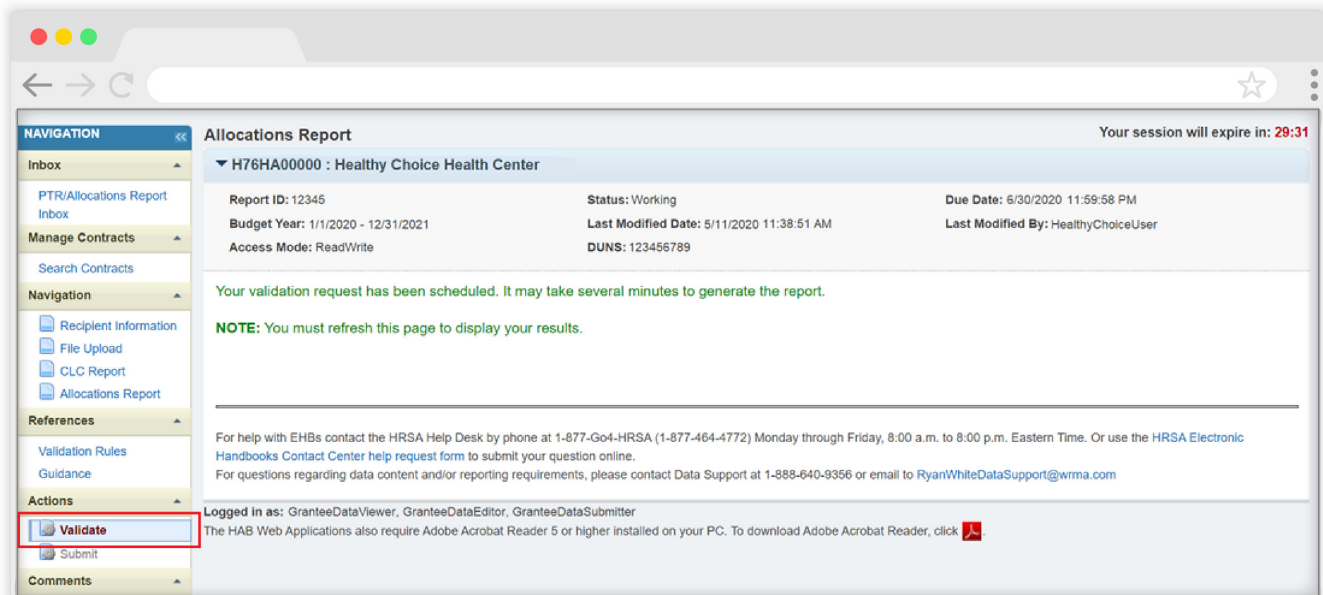 NAVIGATION «
Inbox
PTR/Allocations Report
Inbox
Manage Contracts
Search Contracts
Navigation
Recipient Information
File Upload
CLC Report
Allocations Report
References
Validation Rules
Guidance
Actions
Validate
Submit
Comments
Allocations Report
Your session will expire in: 29:31
H76HA00000 : Healthy Choice Health Center
Report ID: 12345 Status: Working Due Date: 6/30/2020 11:59:58 PM
Budget Year: 1/1/2020 - 12/31/2021 Last Modified Date: 5/11/2020 11:38:51 AM Last Modified By: HealthyChoiceUser
Access Mode: ReadWrite DUNS: 123456789
Your validation request has been scheduled. It may take several minutes to generate the report.
NOTE: You must refresh this page to display your results.
For help with EHBs contact the HRSA Help Desk by phone at 1-877-Go4-HRSA (1-877-464-4772) Monday through Friday, 8:00 a.m. to 8:00 p.m. Eastern Time. Or use the HRSA Electronic
Handbooks Contact Center help request form to submit your question online.
For questions regarding data content and/or reporting requirements, please contact Data Support at 1-888-640-9356 or email to RyanWhiteDataSupport@wrma.com
Logged in as: GranteeDataViewer, GranteeDataEditor, GranteeDataSubmitter
The HAB Web Applications also require Adobe Acrobat Reader 5 or higher installed on your PC. To download Adobe Acrobat Reader, click .